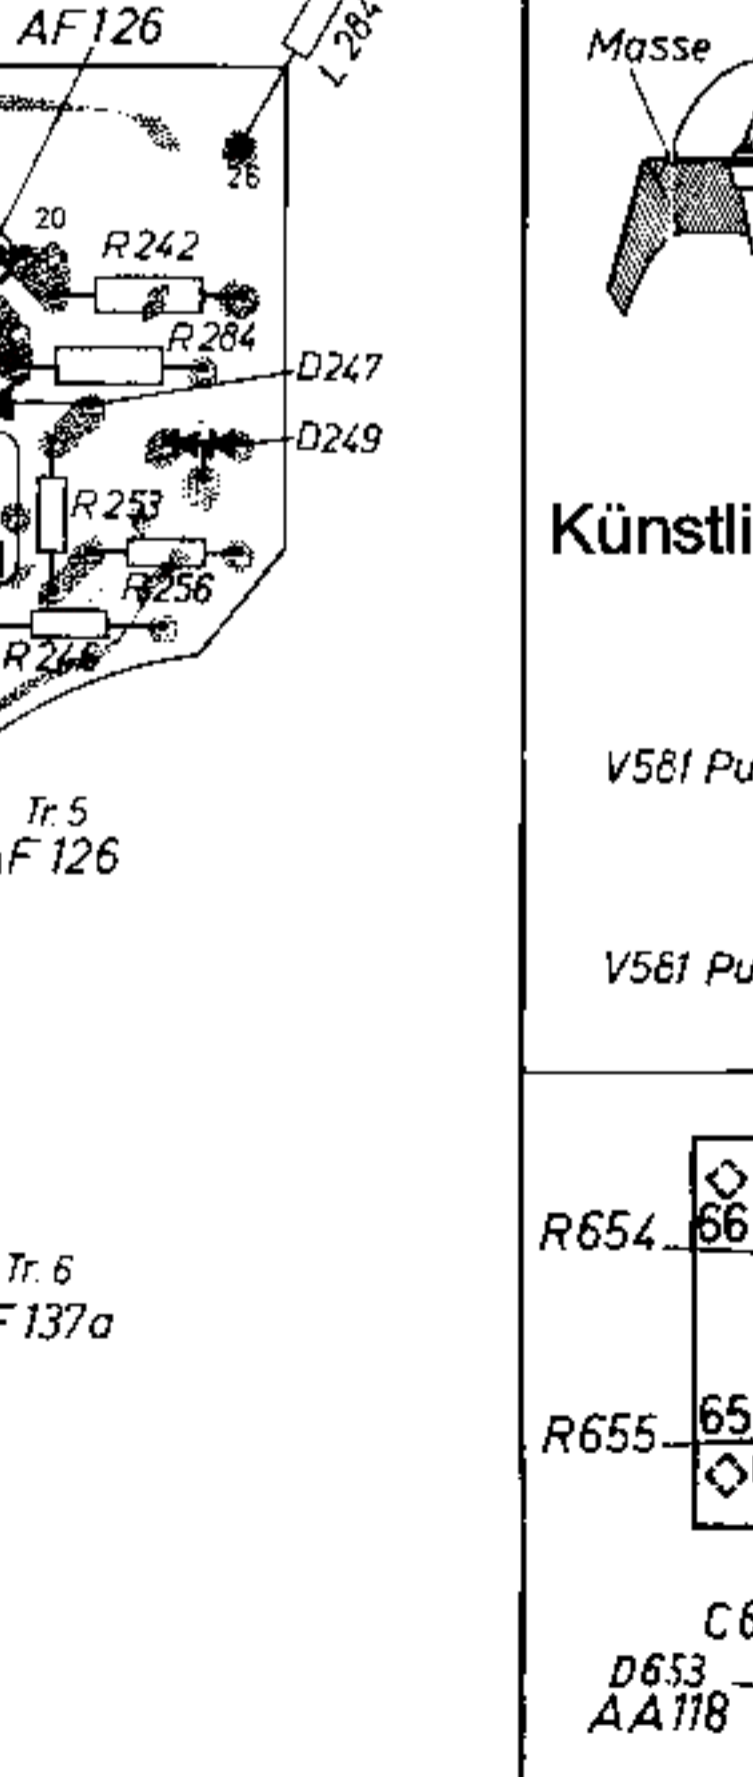 AF126
L 284
26
20
R242
R284
D247
D249
R253
R256
R246
Tr. 5
F 126
Tr. 6
F 137a
Masse
Künstli
V581 Pu
V581 Pu
R654
66
65
R655
C6
D653
AA118